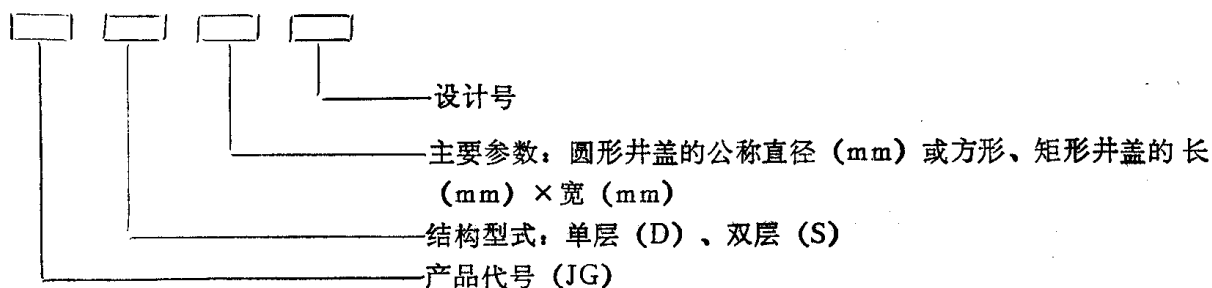 设计号
主要参数：圆形井盖的公称直径（mm）或方形、矩形井盖的长
（mm）×宽（mm）
结构型式：单层（D）、双层（S）
产品代号（JG）